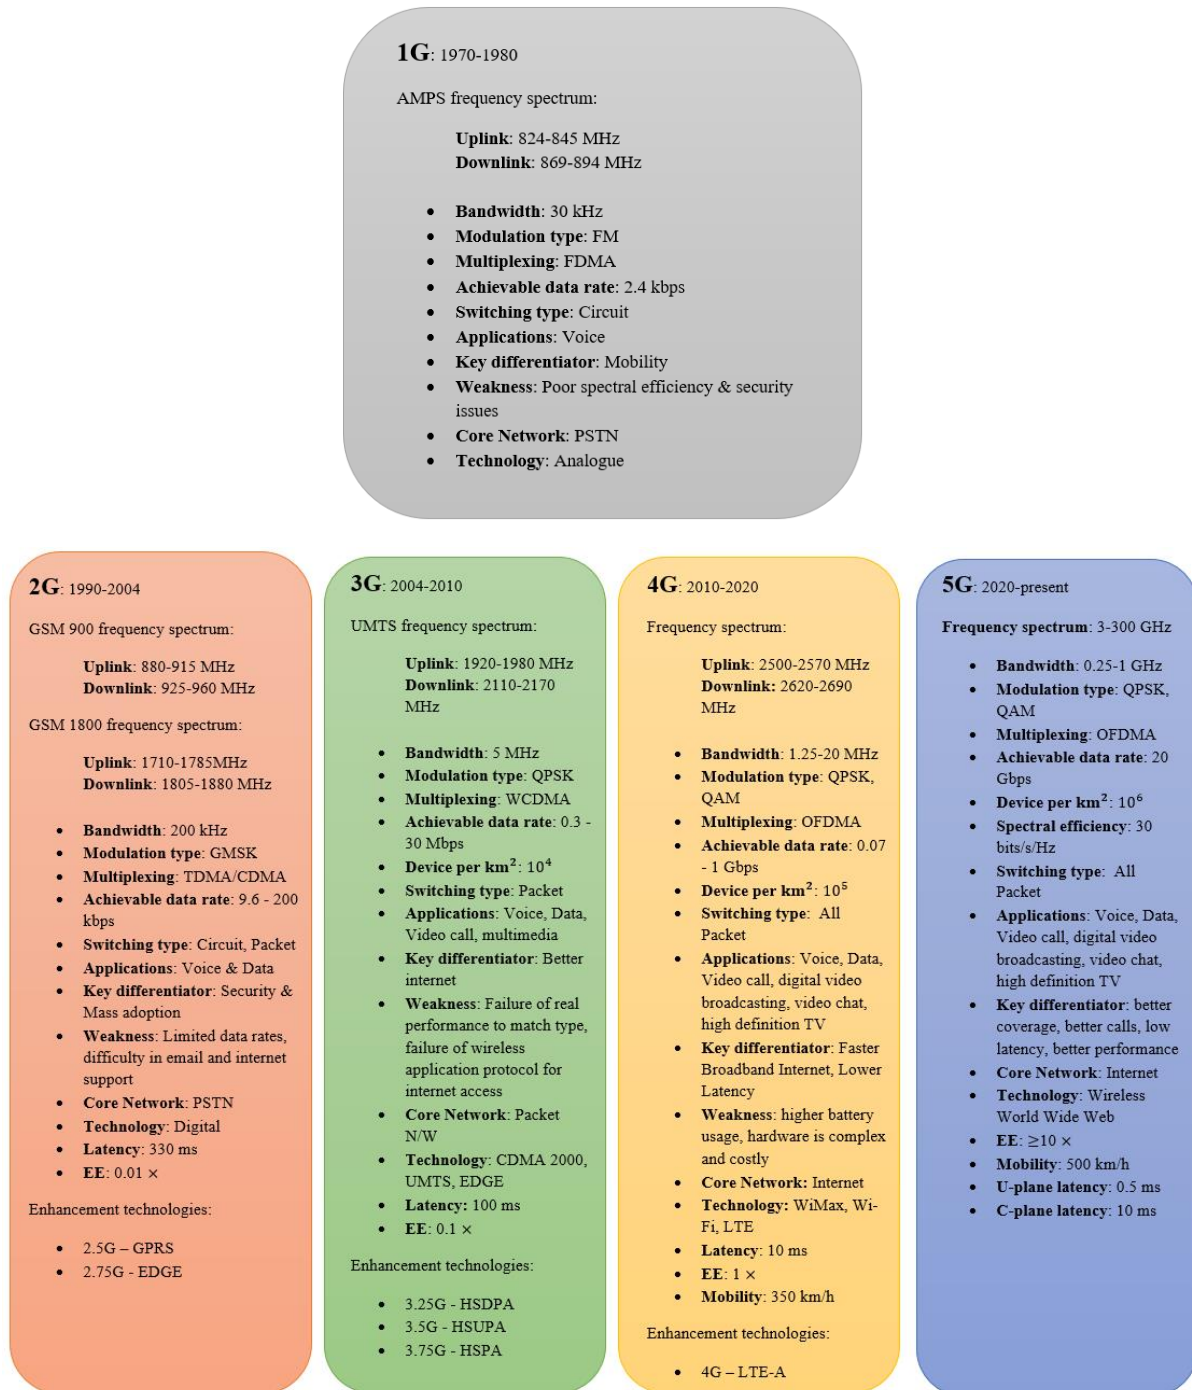 1G: 1970-1980
AMPS frequency spectrum:
Uplink: 824-845 MHz
Downlink: 869-894 MHz
• Bandwidth: 30 kHz
• Modulation type: FM
• Multiplexing: FDMA
• Achievable data rate: 2.4 kbps
• Switching type: Circuit
• Applications: Voice
• Key differentiator: Mobility
• Weakness: Poor spectral efficiency & security
issues
• Core Network: PSTN
• Technology: Analogue
2G: 1990-2004
GSM 900 frequency spectrum:
Uplink: 880-915 MHz
Downlink: 925-960 MHz
GSM 1800 frequency spectrum:
Uplink: 1710-1785MHz
Downlink: 1805-1880 MHz
• Bandwidth: 200 kHz
• Modulation type: GMSK
• Multiplexing: TDMA/CDMA
• Achievable data rate: 9.6 - 200
kbps
• Switching type: Circuit, Packet
• Applications: Voice & Data
• Key differentiator: Security &
Mass adoption
• Weakness: Limited data rates,
difficulty in email and internet
support
• Core Network: PSTN
• Technology: Digital
• Latency: 330 ms
• EE: 0.01 ×
Enhancement technologies:
• 2.5G – GPRS
• 2.75G - EDGE
3G: 2004-2010
UMTS frequency spectrum:
Uplink: 1920-1980 MHz
Downlink: 2110-2170
MHz
• Bandwidth: 5 MHz
• Modulation type: QPSK
• Multiplexing: WCDMA
• Achievable data rate: 0.3 -
30 Mbps
• Device per km²: 10⁴
• Switching type: Packet
• Applications: Voice, Data,
Video call, multimedia
• Key differentiator: Better
internet
• Weakness: Failure of real
performance to match type,
failure of wireless
application protocol for
internet access
• Core Network: Packet
N/W
• Technology: CDMA 2000,
UMTS, EDGE
• Latency: 100 ms
• EE: 0.1 ×
Enhancement technologies:
• 3.25G - HSDPA
• 3.5G - HSUPA
• 3.75G - HSPA
4G: 2010-2020
Frequency spectrum:
Uplink: 2500-2570 MHz
Downlink: 2620-2690
MHz
• Bandwidth: 1.25-20 MHz
• Modulation type: QPSK,
QAM
• Multiplexing: OFDMA
• Achievable data rate: 0.07
- 1 Gbps
• Device per km²: 10⁵
• Switching type: All
Packet
• Applications: Voice, Data,
Video call, digital video
broadcasting, video chat,
high definition TV
• Key differentiator: Faster
Broadband Internet, Lower
Latency
• Weakness: higher battery
usage, hardware is complex
and costly
• Core Network: Internet
• Technology: WiMax, Wi-
Fi, LTE
• Latency: 10 ms
• EE: 1 ×
• Mobility: 350 km/h
Enhancement technologies:
• 4G – LTE-A
5G: 2020-present
Frequency spectrum: 3-300 GHz
• Bandwidth: 0.25-1 GHz
• Modulation type: QPSK,
QAM
• Multiplexing: OFDMA
• Achievable data rate: 20
Gbps
• Device per km²: 10⁶
• Spectral efficiency: 30
bits/s/Hz
• Switching type: All
Packet
• Applications: Voice, Data,
Video call, digital video
broadcasting, video chat,
high definition TV
• Key differentiator: better
coverage, better calls, low
latency, better performance
• Core Network: Internet
• Technology: Wireless
World Wide Web
• EE: ≥10 ×
• Mobility: 500 km/h
• U-plane latency: 0.5 ms
• C-plane latency: 10 ms